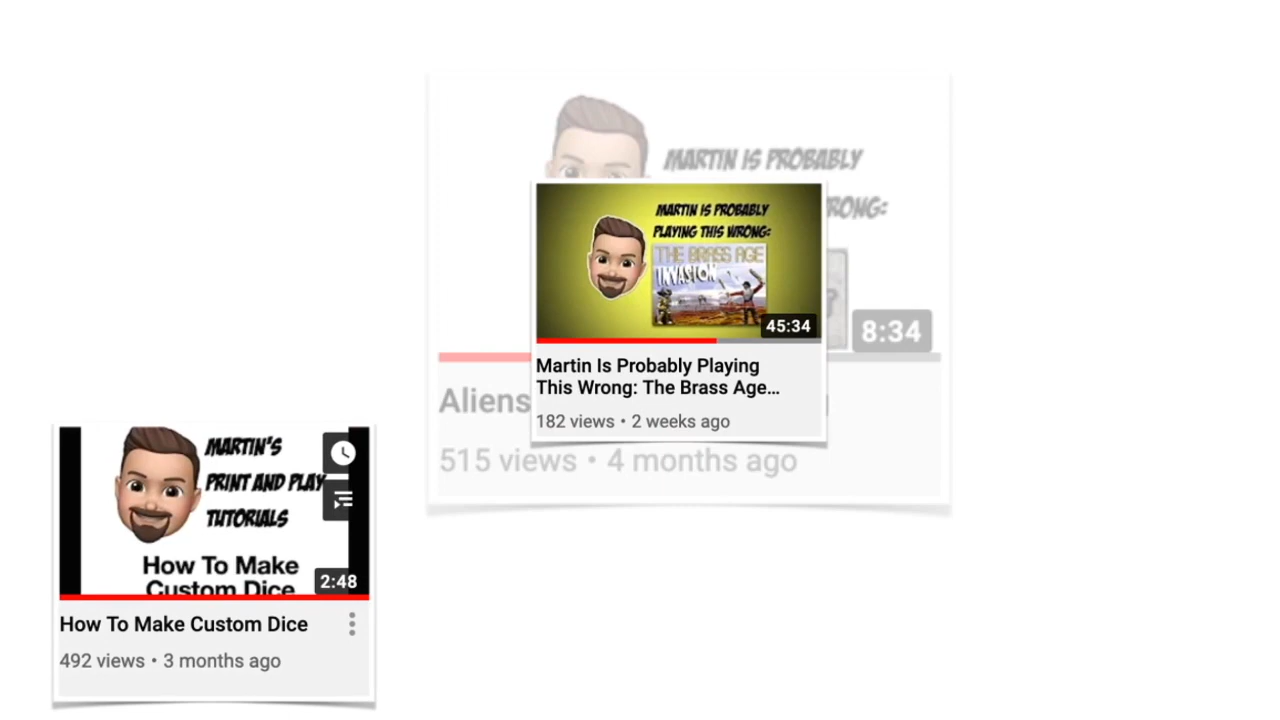 MARTIN IS PROBABLY
RONG:
8:34
Aliens
515 views • 4 months ago
MARTIN IS PROBABLY
PLAYING THIS WRONG:
THE BRASS AGE
INVASION
45:34
Martin Is Probably Playing
This Wrong: The Brass Age...
182 views • 2 weeks ago
MARTIN'S
PRINT AND PLAY
TUTORIALS
How To Make
Custom Dice
2:48
How To Make Custom Dice
492 views • 3 months ago